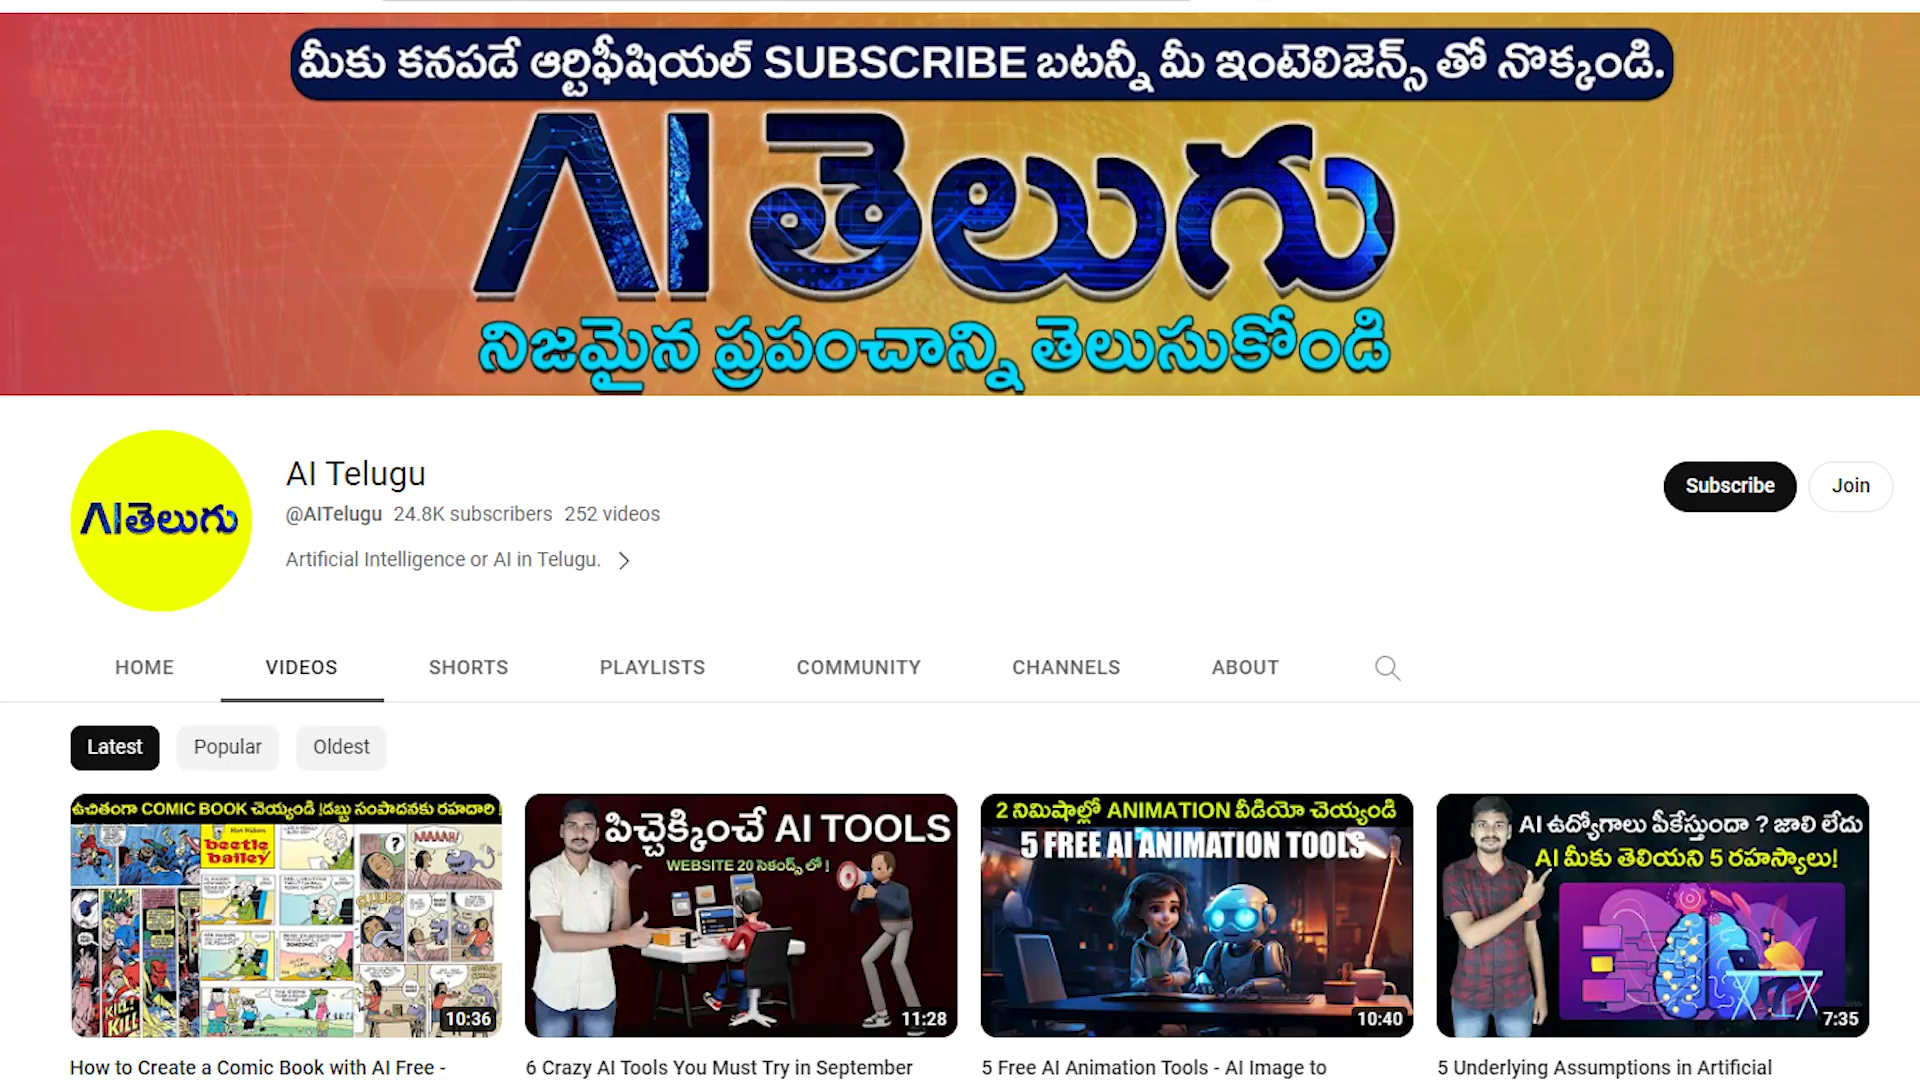 మీకు కనపడే ఆర్టిఫీషియల్ SUBSCRIBE బటన్నీ మీ ఇంటెలిజెన్స్ తో నొక్కండి.
AI తెలుగు
నిజమైన ప్రపంచాన్ని తెలుసుకోండి
AI తెలుగు
AI Telugu
@AITelugu 24.8K subscribers 252 videos
Artificial Intelligence or AI in Telugu.
Subscribe
Join
HOME VIDEOS SHORTS PLAYLISTS COMMUNITY CHANNELS ABOUT
Latest Popular Oldest
ఉచితంగా COMIC BOOK చెయ్యండి !డబ్బు సంపాదనకు రహదారి !
beetle
bailey
?
KILL
KILL
10:36
How to Create a Comic Book with AI Free -
పిచ్చెక్కించే AI TOOLS
WEBSITE 20 సెకండ్స్ లో !
11:28
6 Crazy AI Tools You Must Try in September
2 నిమిషాల్లో ANIMATION వీడియో చెయ్యండి
5 FREE AI ANIMATION TOOLS
10:40
5 Free AI Animation Tools - AI Image to
AI ఉద్యోగాలు పీకేస్తుందా ? జాలి లేదు
AI మీకు తెలియని 5 రహస్యాలు!
7:35
5 Underlying Assumptions in Artificial